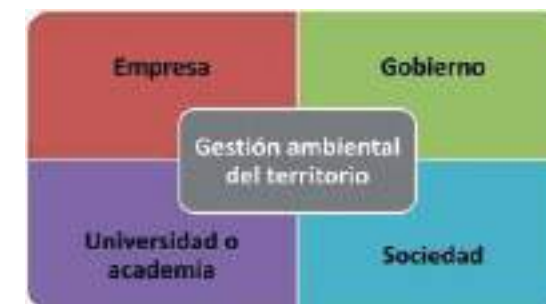 Empresa
Gobierno
Gestión ambiental
del territorio
Universidad o
academia
Sociedad